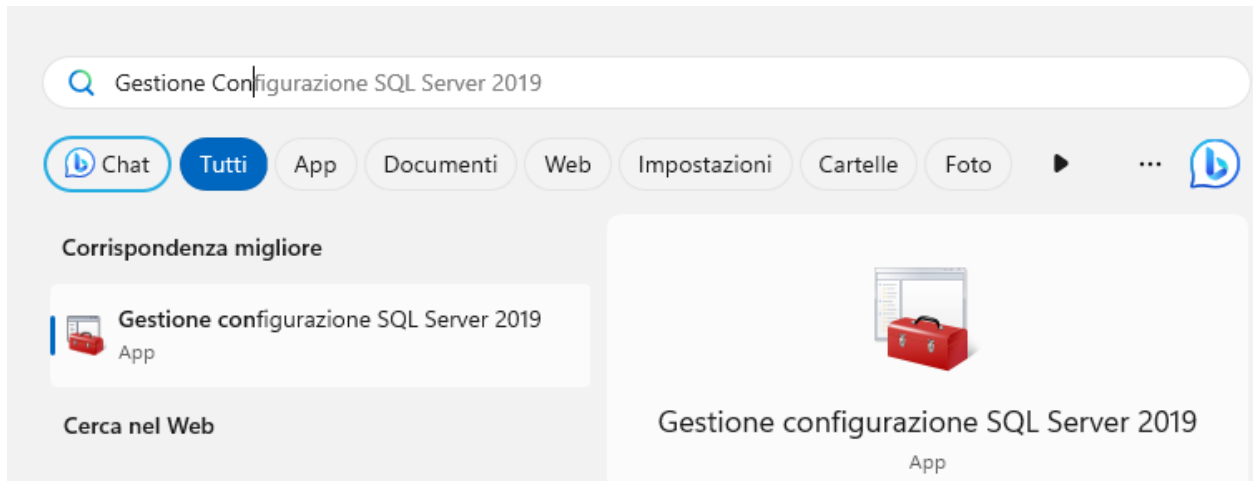 Gestione Configurazione SQL Server 2019
Chat Tutti App Documenti Web Impostazioni Cartelle Foto
Corrispondenza migliore
Gestione configurazione SQL Server 2019
App
Cerca nel Web
Gestione configurazione SQL Server 2019
App